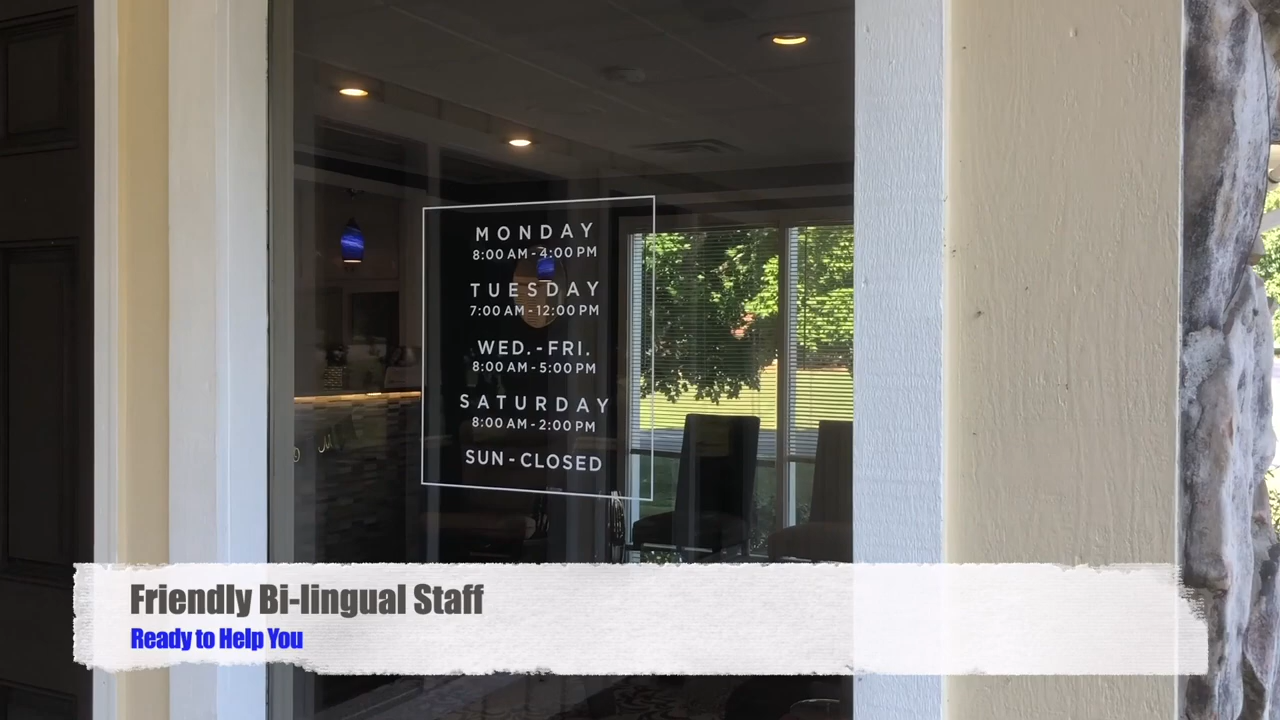 MONDAY
8:00 AM - 4:00 PM
TUESDAY
7:00 AM - 12:00 PM
WED. - FRI.
8:00 AM - 5:00 PM
SATURDAY
8:00 AM - 2:00 PM
SUN - CLOSED
Friendly Bi-lingual Staff
Ready to Help You